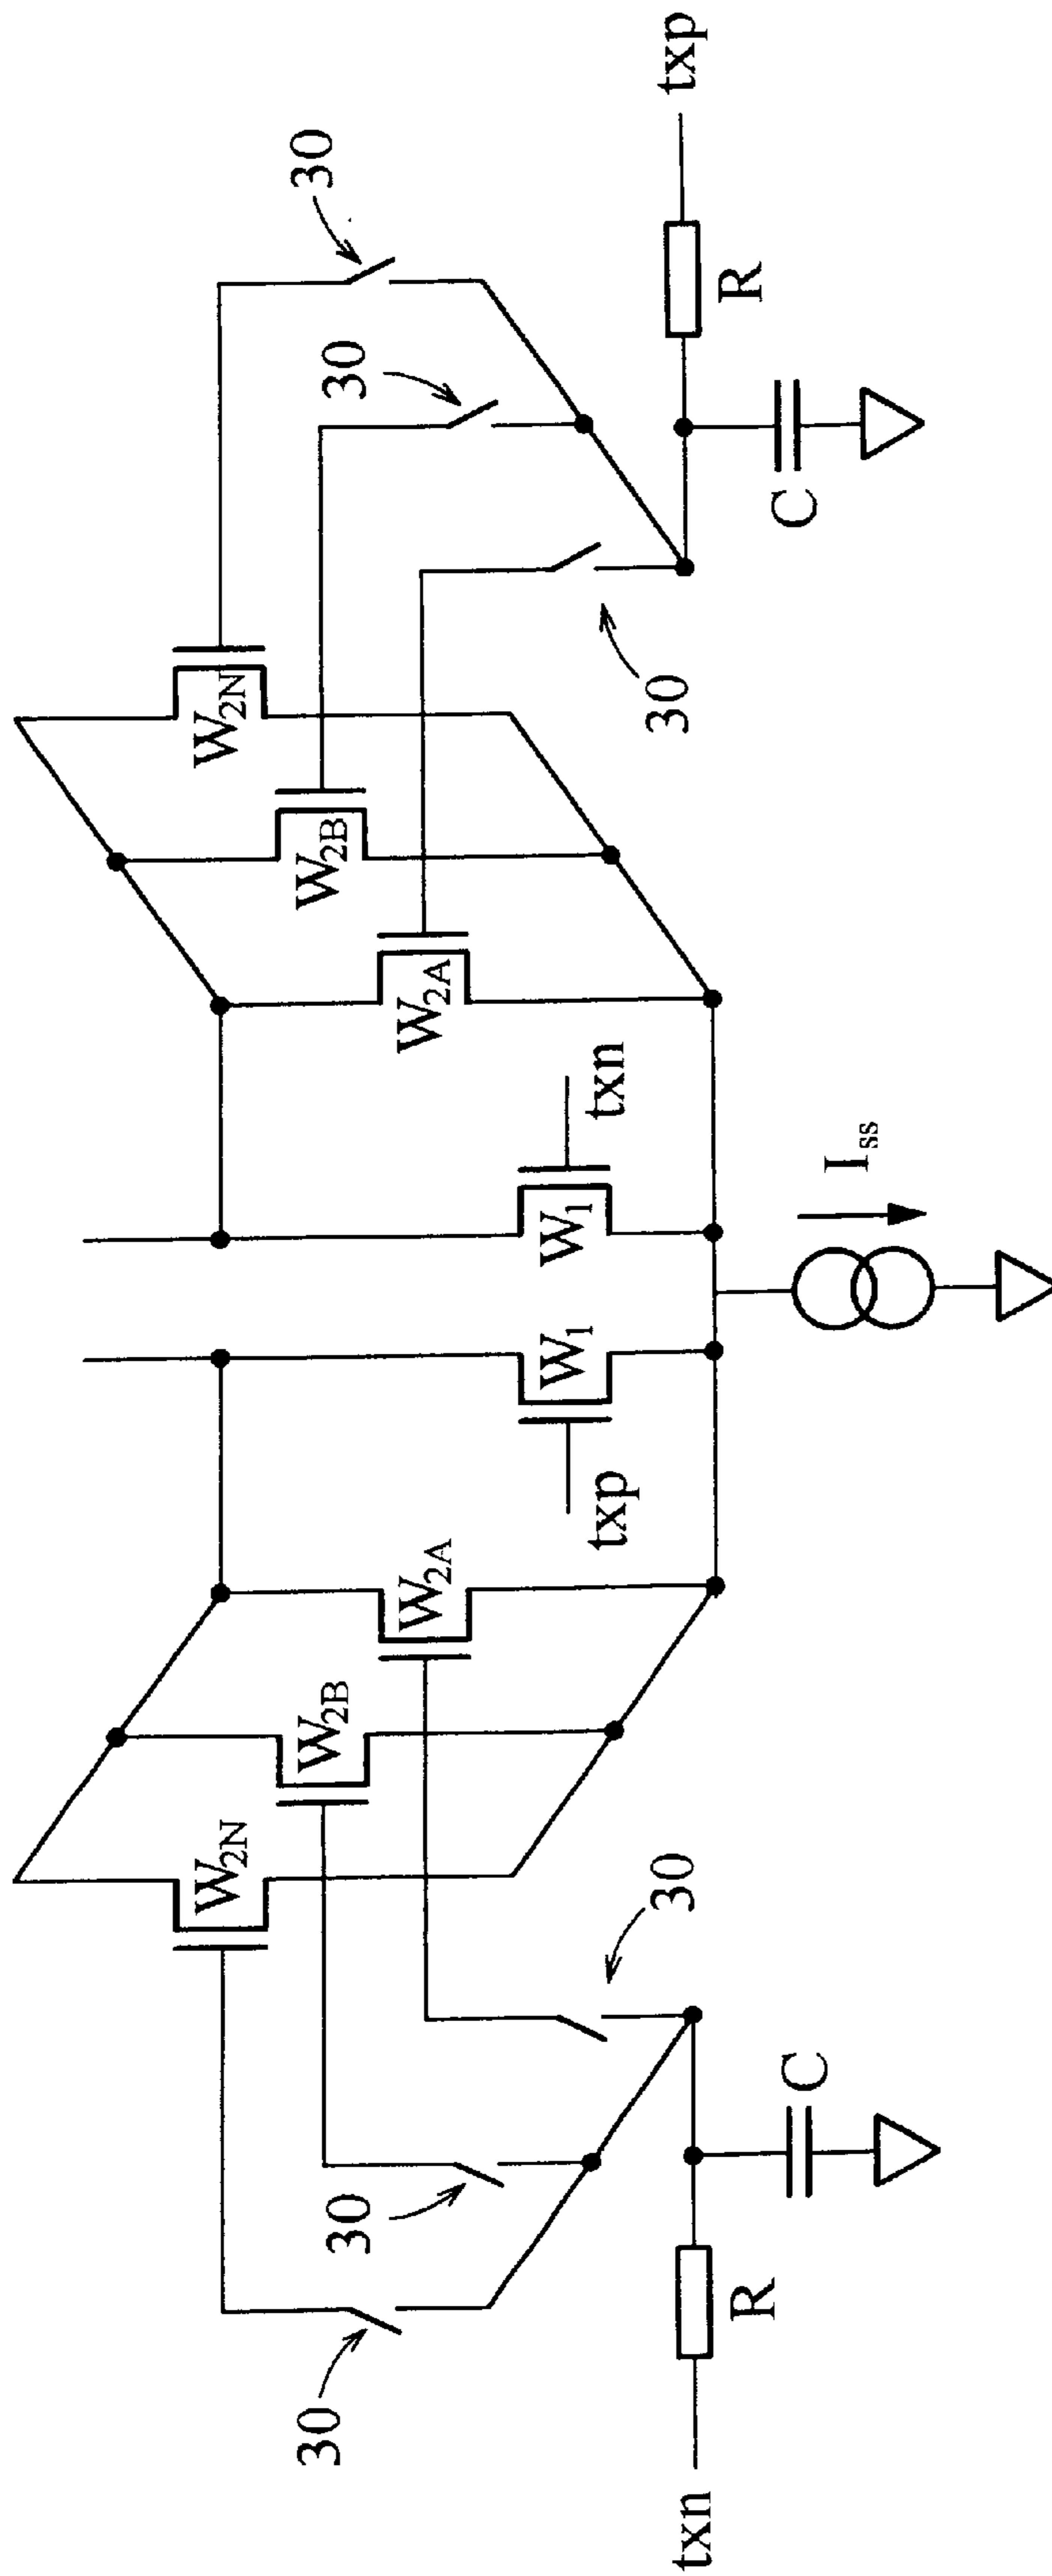 W₂N W₂N
30 W₂B W₂B 30
30 30
W₂A W₂A
W₁ W₁
txp txn
30 30
txn txp
R R
C C
Iss